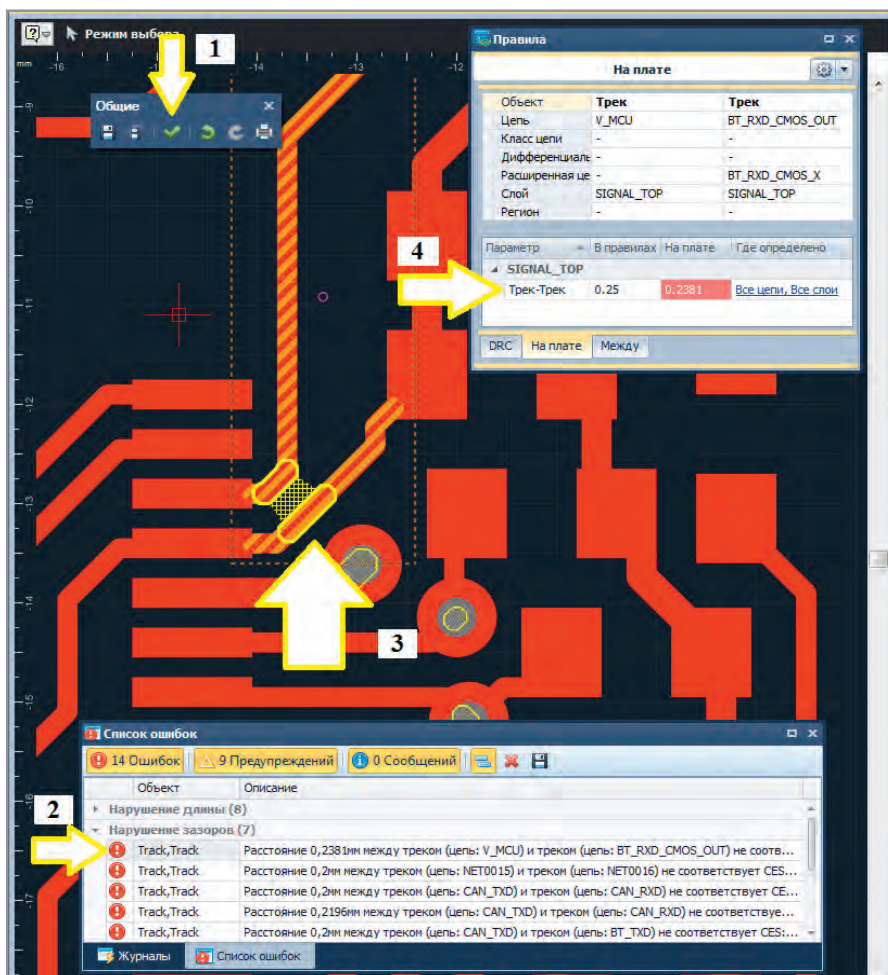 Режим выбора
1
mm
-16
-14
-13
-12
Общие
-9
-10
-11
-12
-13
-14
-15
-16
-17
Правила
На плате
Объект Трек Трек
Цепь V_MCU BT_RXD_CMOS_OUT
Класс цепи - -
Дифференциаль - -
Расширенная це - BT_RXD_CMOS_X
Слой SIGNAL_TOP SIGNAL_TOP
Регион - -
4
Параметр В правилах На плате Где определено
SIGNAL_TOP
Трек-Трек 0.25 0.2381 Все цепи, Все слои
DRC На плате Между
3
Список ошибок
14 Ошибок 9 Предупреждений 0 Сообщений
Объект Описание
2
Нарушение длины (8)
Нарушение зазоров (7)
Track,Track Расстояние 0,2381мм между треком (цепь: V_MCU) и треком (цепь: BT_RXD_CMOS_OUT) не соотв...
Track,Track Расстояние 0,2мм между треком (цепь: NET0015) и треком (цепь: NET0016) не соответствует CES...
Track,Track Расстояние 0,2мм между треком (цепь: CAN_TXD) и треком (цепь: CAN_RXD) не соответствует CE...
Track,Track Расстояние 0,2196мм между треком (цепь: CAN_TXD) и треком (цепь: CAN_RXD) не соответствуе...
Track,Track Расстояние 0,2мм между треком (цепь: CAN_TXD) и треком (цепь: BT_TXD) не соответствует CES:...
Журналы Список ошибок